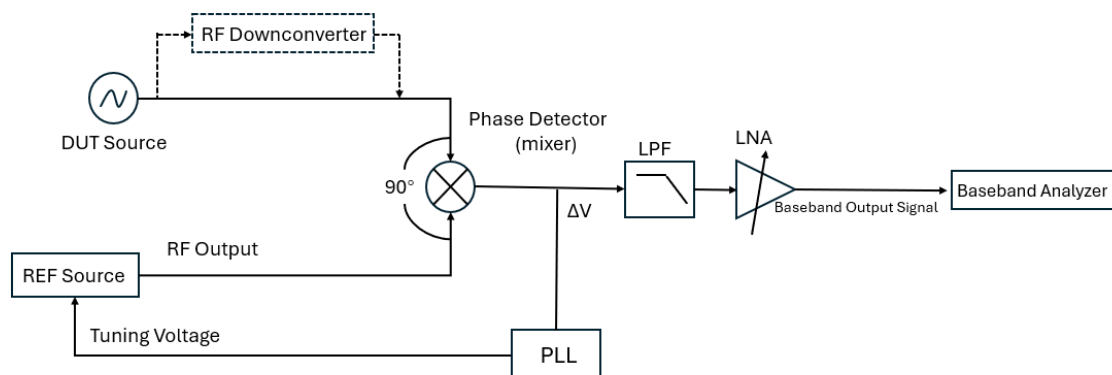 RF Downconverter
DUT Source
Phase Detector
(mixer)
LPF
LNA
90°
ΔV
Baseband Output Signal
Baseband Analyzer
RF Output
REF Source
Tuning Voltage
PLL